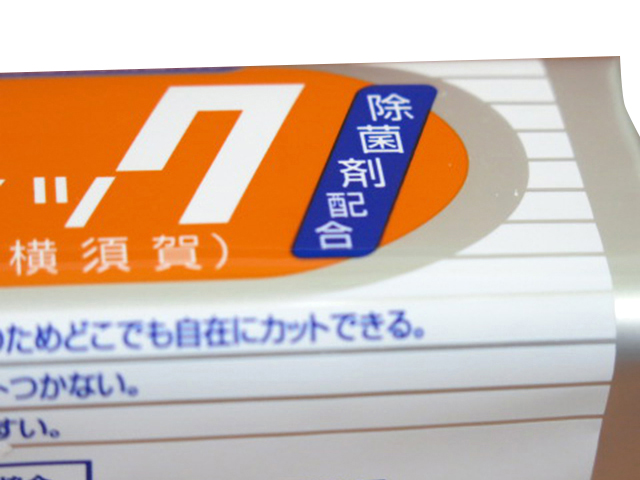 ック
除菌剤
配合
横須賀)
のためどこでも自在にカットできる。
トつかない。
すい。